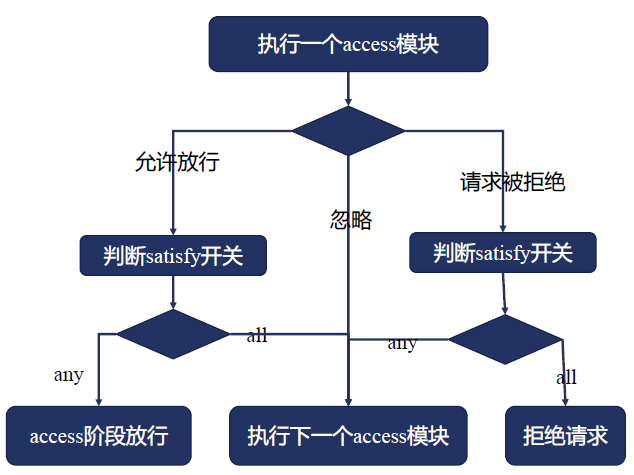 执行一个access模块
允许放行
请求被拒绝
忽略
判断satisfy开关
判断satisfy开关
all
any
any
all
access阶段放行
执行下一个access模块
拒绝请求